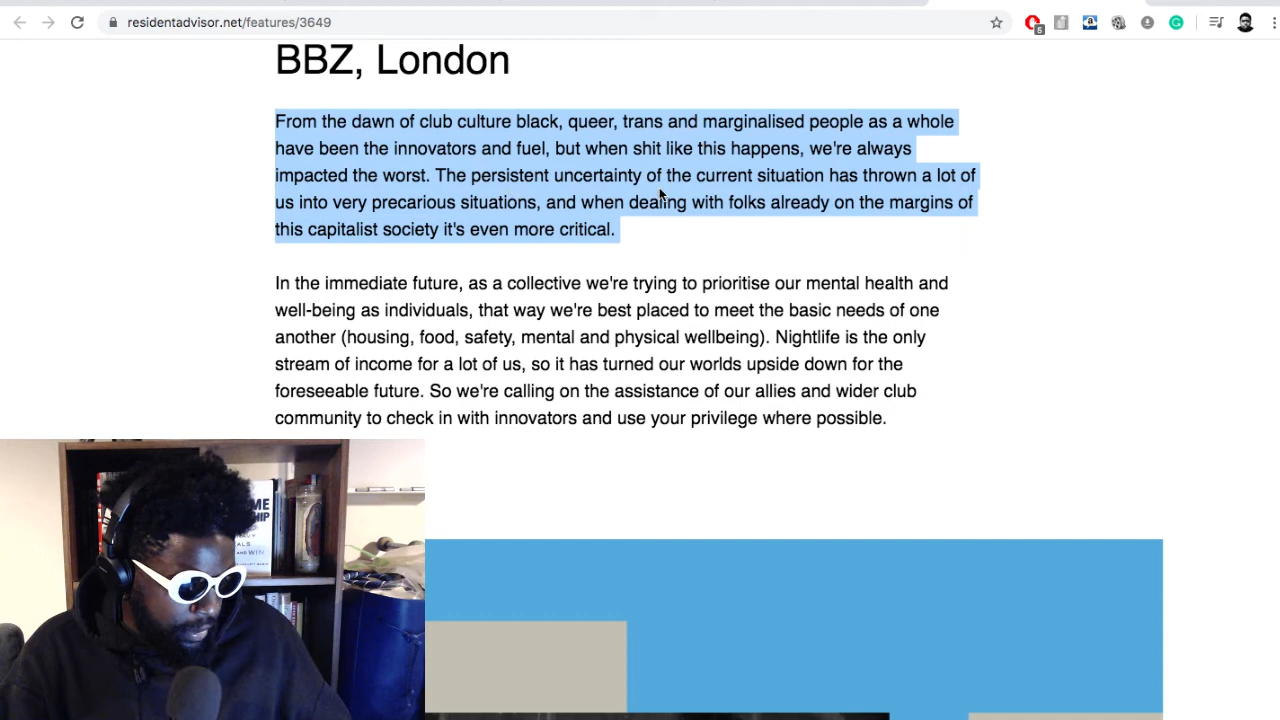 residentadvisor.net/features/3649
5
BBZ, London
From the dawn of club culture black, queer, trans and marginalised people as a whole
have been the innovators and fuel, but when shit like this happens, we're always
impacted the worst. The persistent uncertainty of the current situation has thrown a lot of
us into very precarious situations, and when dealing with folks already on the margins of
this capitalist society it's even more critical.
In the immediate future, as a collective we're trying to prioritise our mental health and
well-being as individuals, that way we're best placed to meet the basic needs of one
another (housing, food, safety, mental and physical wellbeing). Nightlife is the only
stream of income for a lot of us, so it has turned our worlds upside down for the
foreseeable future. So we're calling on the assistance of our allies and wider club
community to check in with innovators and use your privilege where possible.
AND WIN